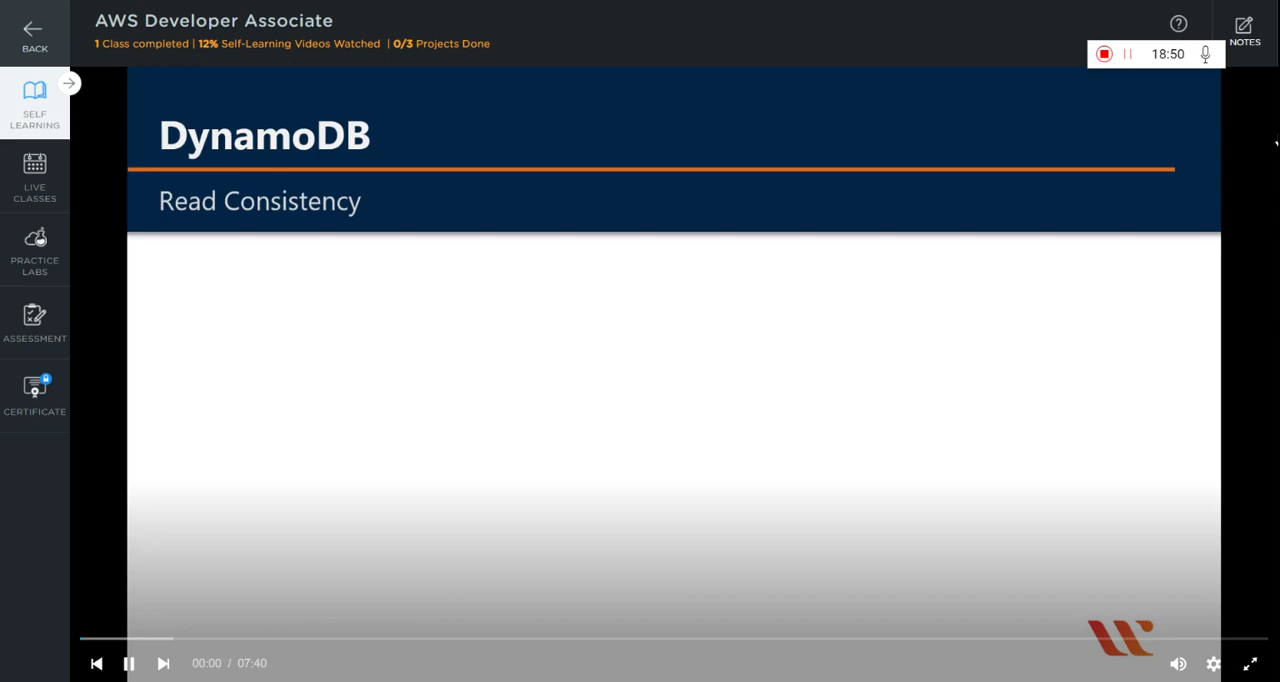 BACK
AWS Developer Associate
1 Class completed | 12% Self-Learning Videos Watched | 0/3 Projects Done
NOTES
18:50
SELF
LEARNING
LIVE
CLASSES
PRACTICE
LABS
ASSESSMENT
CERTIFICATE
DynamoDB
Read Consistency
00:00 / 07:40